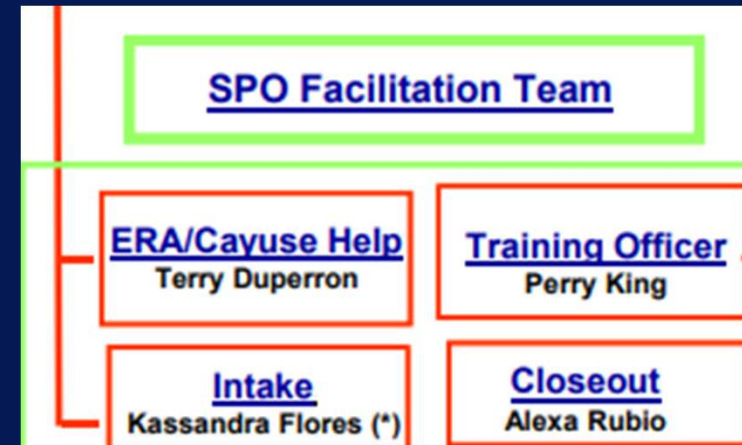 SPO Facilitation Team
ERA/Cayuse Help
Terry Duperron
Training Officer
Perry King
Intake
Kassandra Flores (*)
Closeout
Alexa Rubio